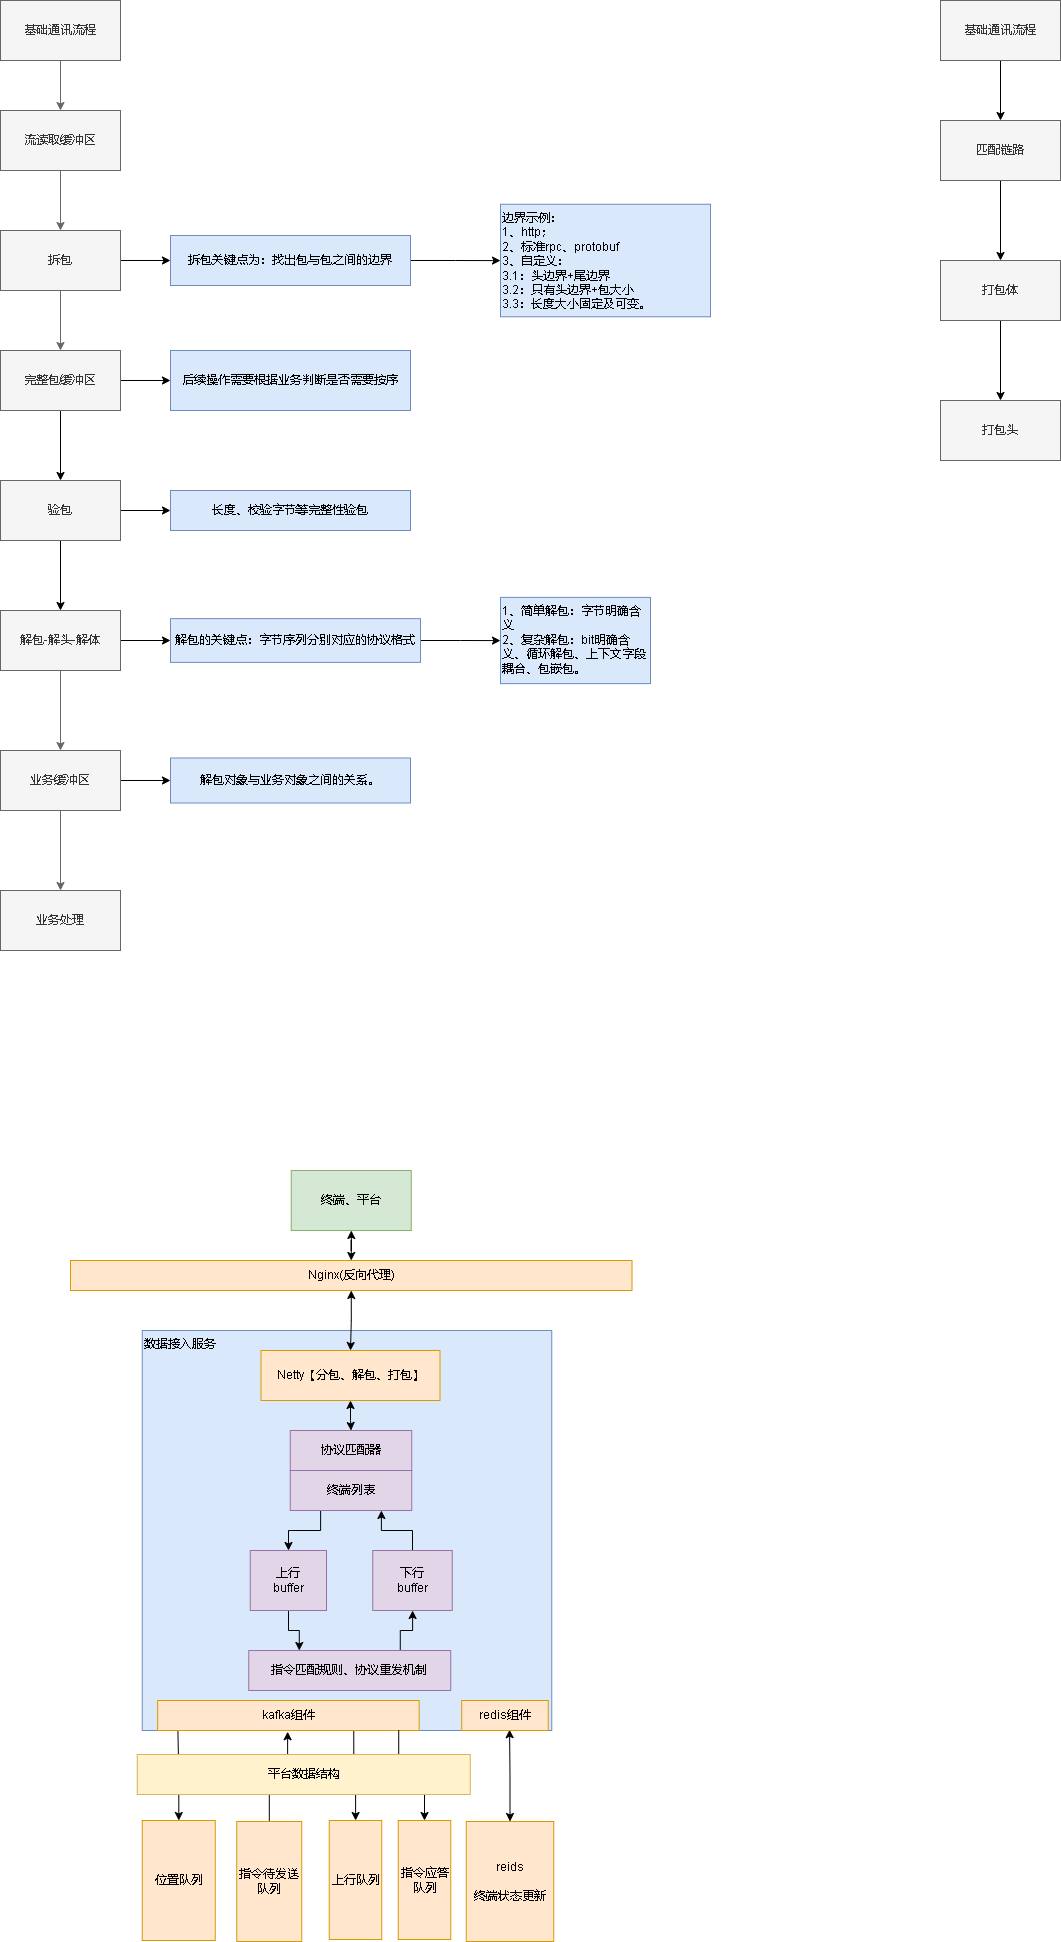 基础通讯流程
流读取缓冲区
拆包
拆包关键点为：找出包与包之间的边界
边界示例：
1、http；
2、标准rpc、protobuf
3、自定义：
3.1：头边界+尾边界
3.2：只有头边界+包大小
3.3：长度大小固定及可变。
完整包缓冲区
后续操作需要根据业务判断是否需要按序
验包
长度、校验字节等完整性验包
解包-解头-解体
解包的关键点：字节序列分别对应的协议格式
1、简单解包：字节明确含
义
2、复杂解包：bit明确含
义、循环解包、上下文字段
耦合、包嵌包。
业务缓冲区
解包对象与业务对象之间的关系。
业务处理
基础通讯流程
匹配链路
打包体
打包头
终端、平台
Nginx(反向代理)
数据接入服务
Netty【分包、解包、打包】
协议匹配器
终端列表
上行
buffer
下行
buffer
指令匹配规则、协议重发机制
kafka组件
redis组件
平台数据结构
位置队列
指令待发送
队列
上行队列
指令应答
队列
reids
终端状态更新